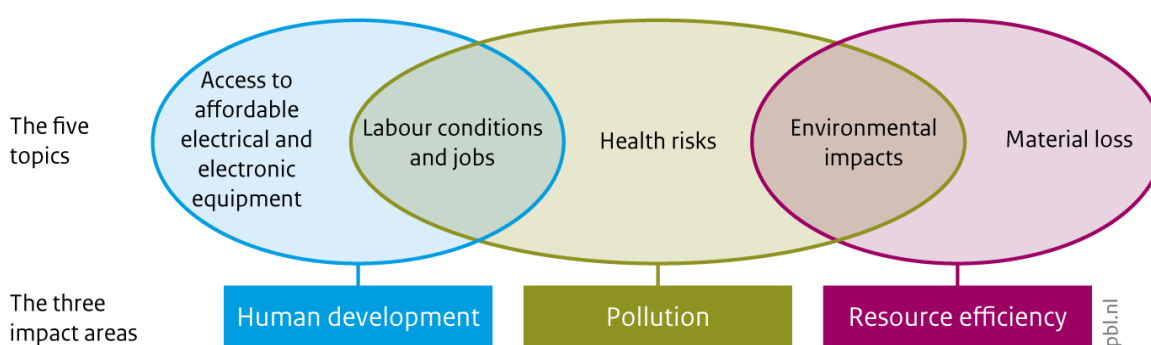 The five
topics
Access to
affordable
electrical and
electronic
equipment
Labour conditions
and jobs
Health risks
Environmental
impacts
Material loss
The three
impact areas
Human development
Pollution
Resource efficiency
pbl.nl